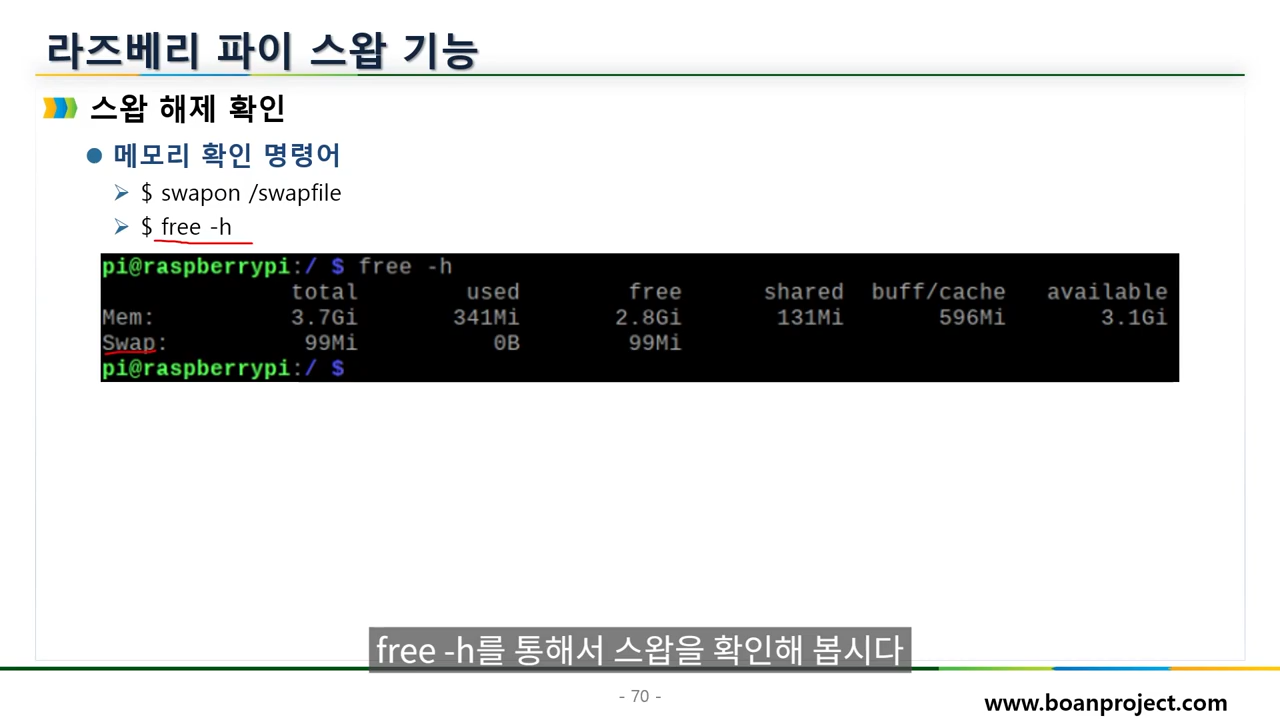 라즈베리 파이 스왑 기능
스왑 해제 확인
메모리 확인 명령어
$ swapon /swapfile
$ free -h
pi@raspberrypi:/ $ free -h
total used free shared buff/cache available
Mem: 3.7Gi 341Mi 2.8Gi 131Mi 596Mi 3.1Gi
Swap: 99Mi 0B 99Mi
pi@raspberrypi:/ $
free -h를 통해서 스왑을 확인해 봅시다
- 70 -
www.boanproject.com